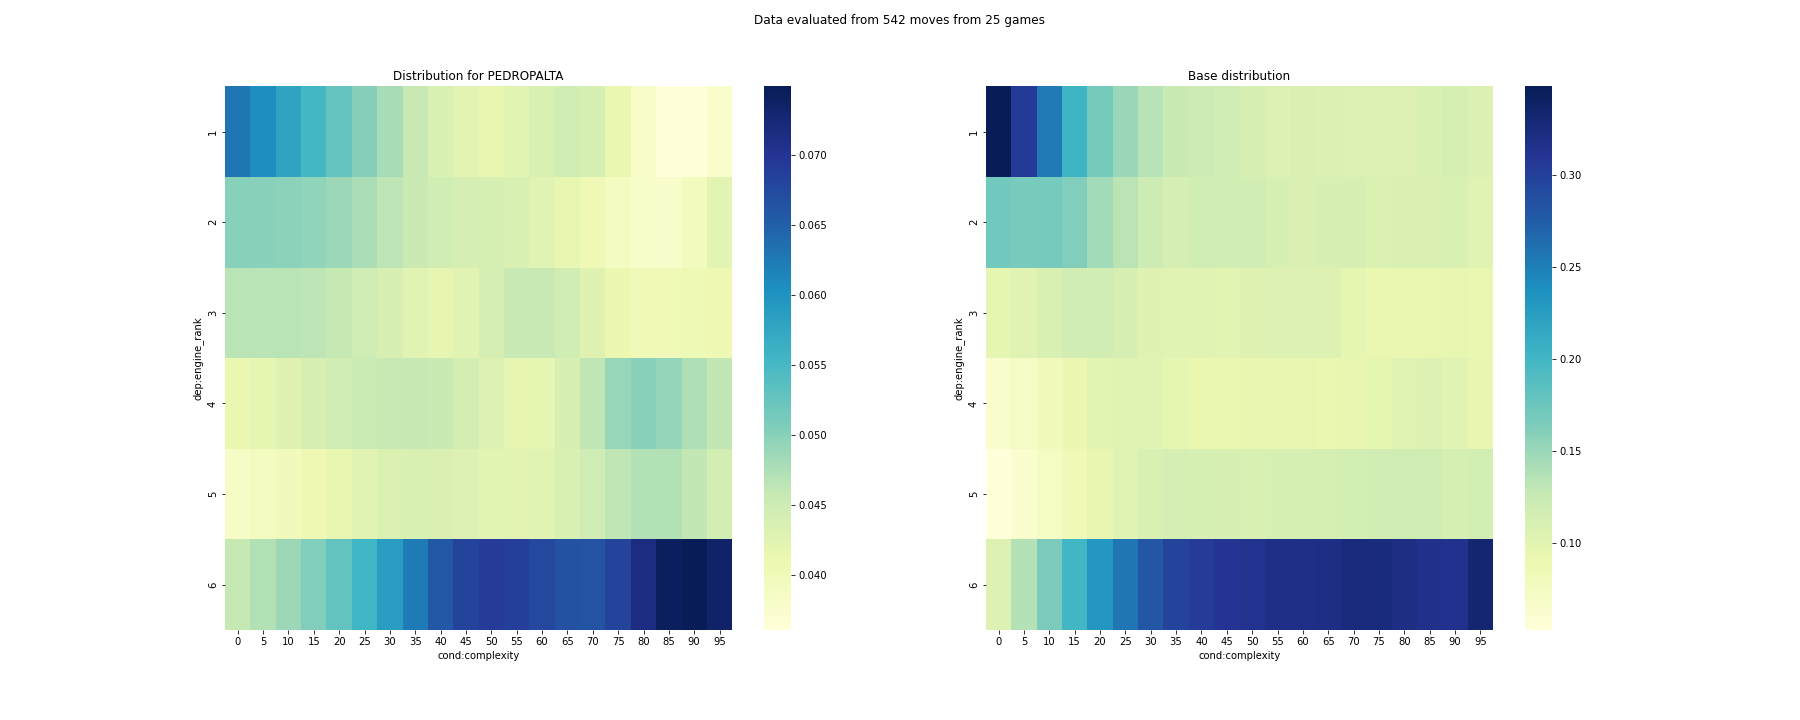 Data evaluated from 542 moves from 25 games
Distribution for PEDROPALTA
dep:engine_rank
1
2
3
4
5
6
0 5 10 15 20 25 30 35 40 45 50 55 60 65 70 75 80 85 90 95
cond:complexity
0.070
0.065
0.060
0.055
0.050
0.045
0.040
Base distribution
dep:engine_rank
1
2
3
4
5
6
0 5 10 15 20 25 30 35 40 45 50 55 60 65 70 75 80 85 90 95
cond:complexity
0.30
0.25
0.20
0.15
0.10